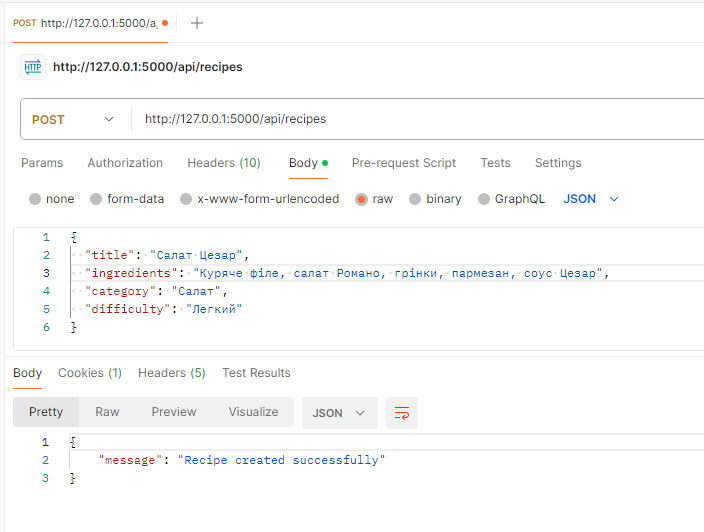 POST http://127.0.0.1:5000/a
HTTP http://127.0.0.1:5000/api/recipes
POST http://127.0.0.1:5000/api/recipes
Params Authorization Headers (10) Body Pre-request Script Tests Settings
none form-data x-www-form-urlencoded raw binary GraphQL JSON
1 {
2 "title": "Салат Цезар",
3 "ingredients": "Куряче філе, салат Романо, грінки, пармезан, соус Цезар",
4 "category": "Салат",
5 "difficulty": "Легкий"
6 }
Body Cookies (1) Headers (5) Test Results
Pretty Raw Preview Visualize JSON
1 {
2 "message": "Recipe created successfully"
3 }